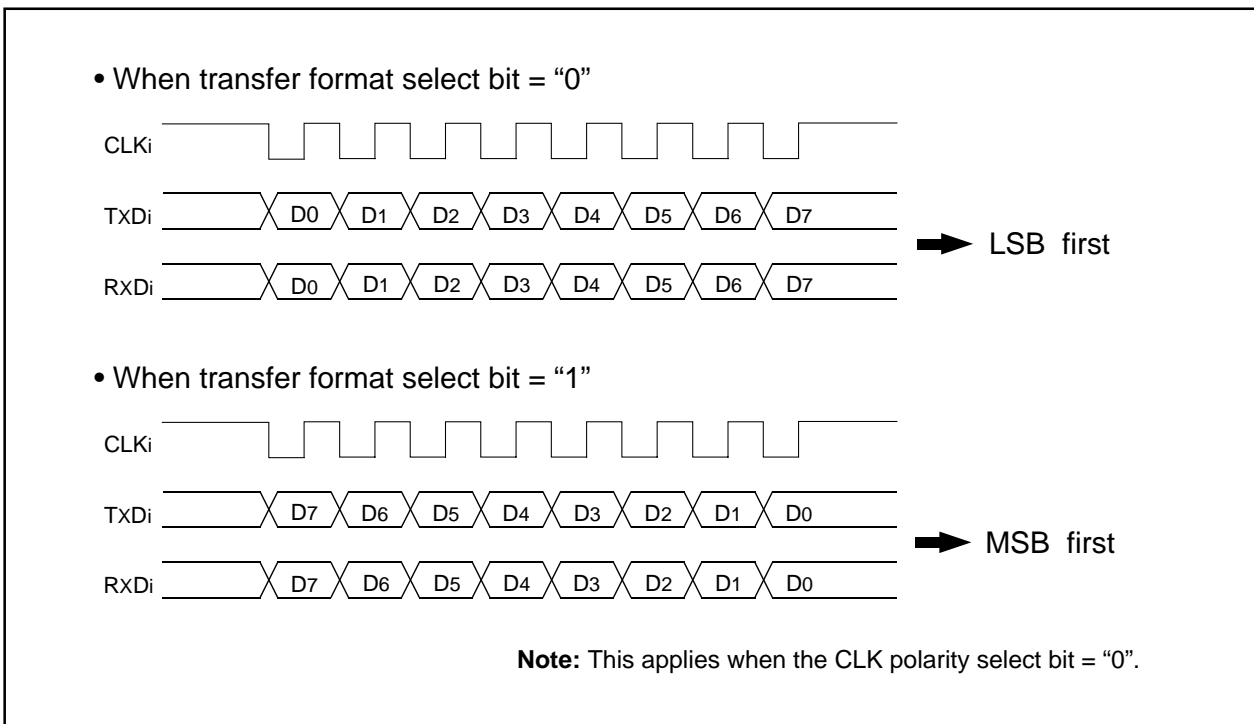 • When transfer format select bit = “0”
CLKi
TXDi D0 D1 D2 D3 D4 D5 D6 D7
LSB first
RXDi D0 D1 D2 D3 D4 D5 D6 D7
• When transfer format select bit = “1”
CLKi
TXDi D7 D6 D5 D4 D3 D2 D1 D0
MSB first
RXDi D7 D6 D5 D4 D3 D2 D1 D0
Note: This applies when the CLK polarity select bit = “0”.